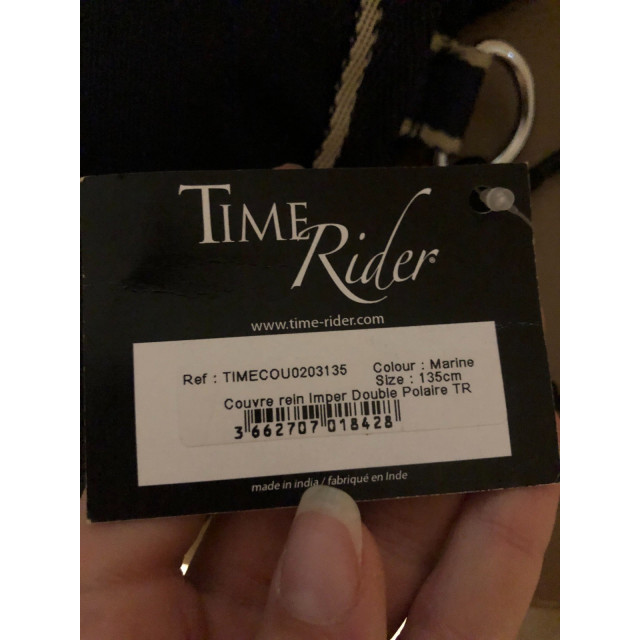 TIME
Rider
www.time-rider.com
Ref : TIMECOU0203135 Colour : Marine
Size : 135cm
Couvre rein Imper Double Polaire TR
3 662707 018428
made in india / fabriqué en Inde